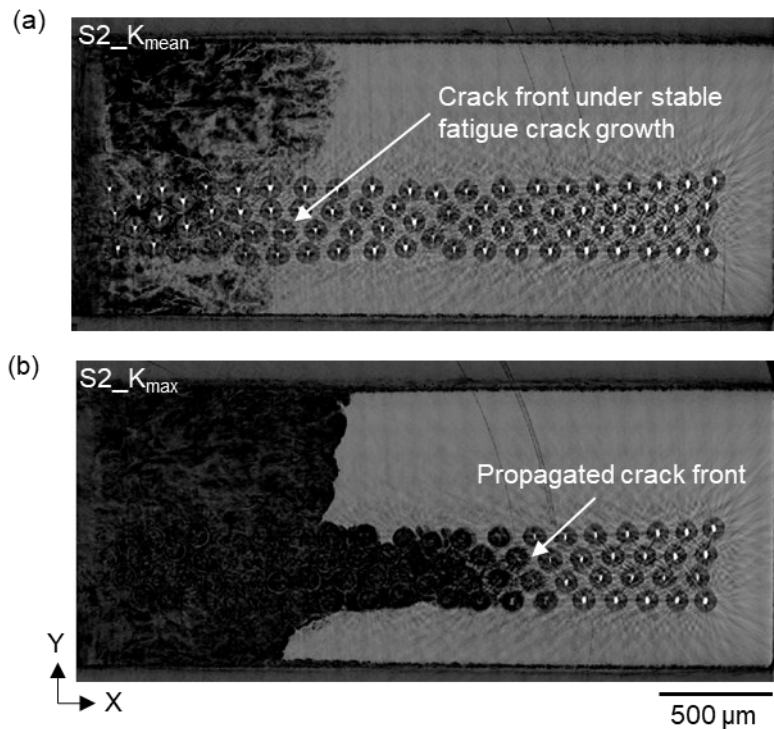 (a)
S2_Kmean
Crack front under stable
fatigue crack growth
(b)
S2_Kmax
Propagated crack front
Y
X
500 µm